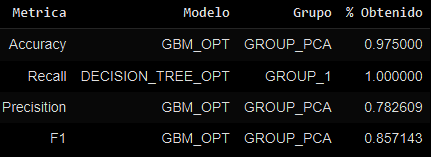 Metrica Modelo Grupo % Obtenido
Accuracy GBM_OPT GROUP_PCA 0.975000
Recall DECISION_TREE_OPT GROUP_1 1.000000
Precisition GBM_OPT GROUP_PCA 0.782609
F1 GBM_OPT GROUP_PCA 0.857143